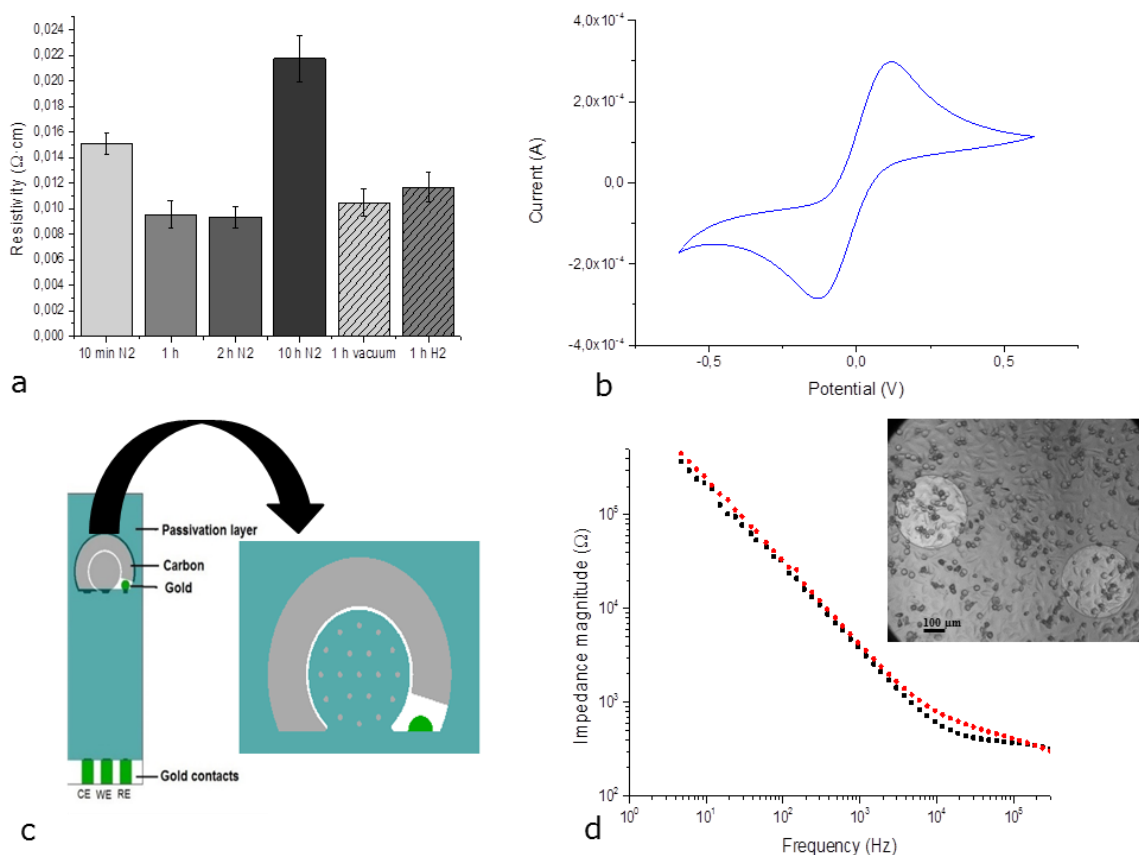 0,024
0,022
0,020
0,018
0,016
0,014
0,012
0,010
0,008
0,006
0,004
0,002
0,000
Resistivity (Ω·cm)
10 min N2 1 h 2h N2 10h N2 1 h vacuum 1 h H2
a
4,0x10⁻⁴
2,0x10⁻⁴
0,0
-2,0x10⁻⁴
-4,0x10⁻⁴
Current (A)
-0,5 0,0 0,5
Potential (V)
b
Passivation layer
Carbon
Gold
Gold contacts
CE WE RE
c
10⁵
10⁴
10³
10²
Impedance magnitude (Ω)
100 µm
10⁰ 10¹ 10² 10³ 10⁴ 10⁵
Frequency (Hz)
d